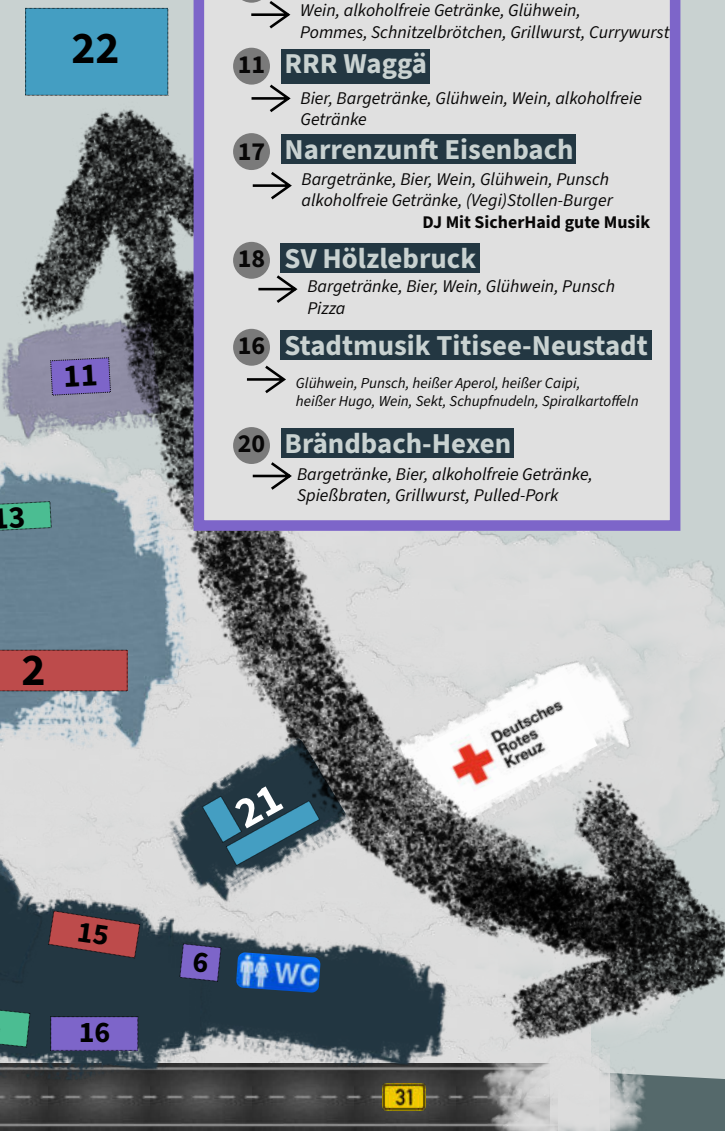 22
Wein, alkoholfreie Getränke, Glühwein,
Pommes, Schnitzelbrötchen, Grillwurst, Currywurst
11 RRR Waggä
Bier, Bargetränke, Glühwein, Wein, alkoholfreie
Getränke
17 Narrenzunft Eisenbach
Bargetränke, Bier, Wein, Glühwein, Punsch
alkoholfreie Getränke, (Vegi)Stollen-Burger
DJ Mit SicherHaid gute Musik
18 SV Hölzlebruck
Bargetränke, Bier, Wein, Glühwein, Punsch
Pizza
16 Stadtmusik Titisee-Neustadt
Glühwein, Punsch, heißer Aperol, heißer Caipi,
heißer Hugo, Wein, Sekt, Schupfnudeln, Spiralkartoffeln
20 Brändbach-Hexen
Bargetränke, Bier, alkoholfreie Getränke,
Spießbraten, Grillwurst, Pulled-Pork
11
13
2
Deutsches
Rotes
Kreuz
21
15
6
WC
16
31